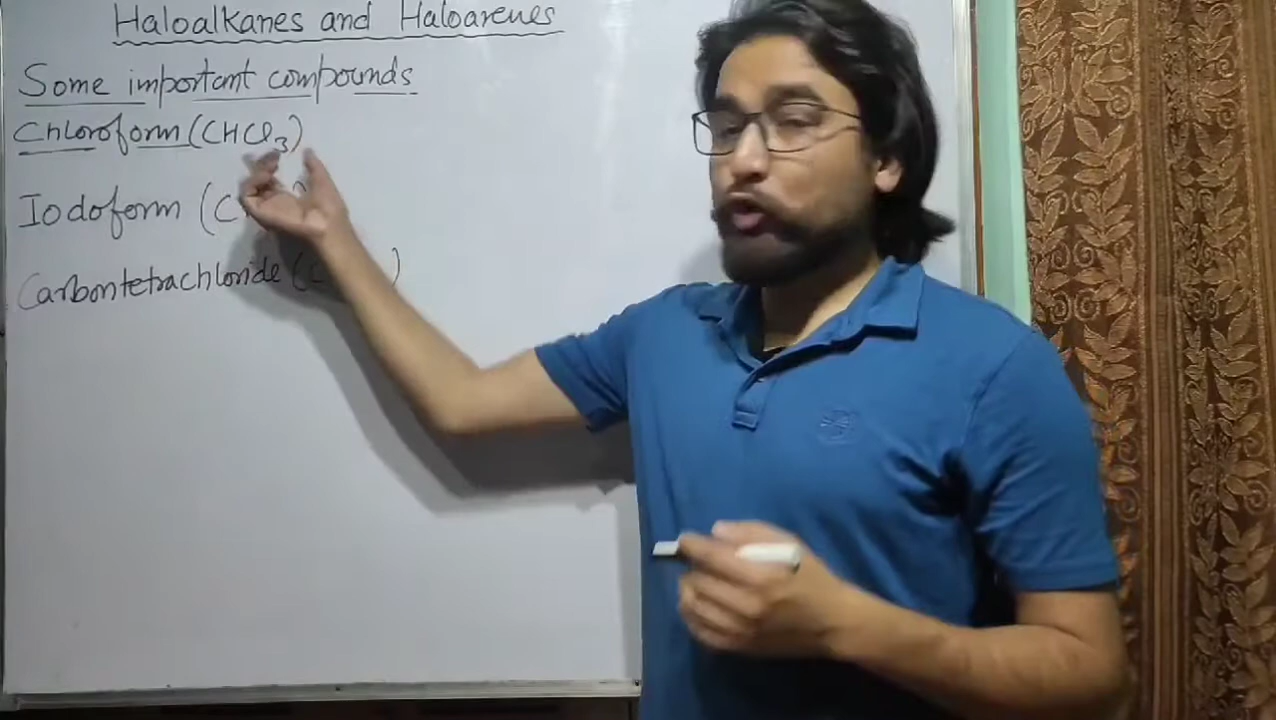 Haloalkanes and Haloarenes
Some important compounds
Chloroform (CHCl3)
Iodoform (C
Carbontetrachloride (C )